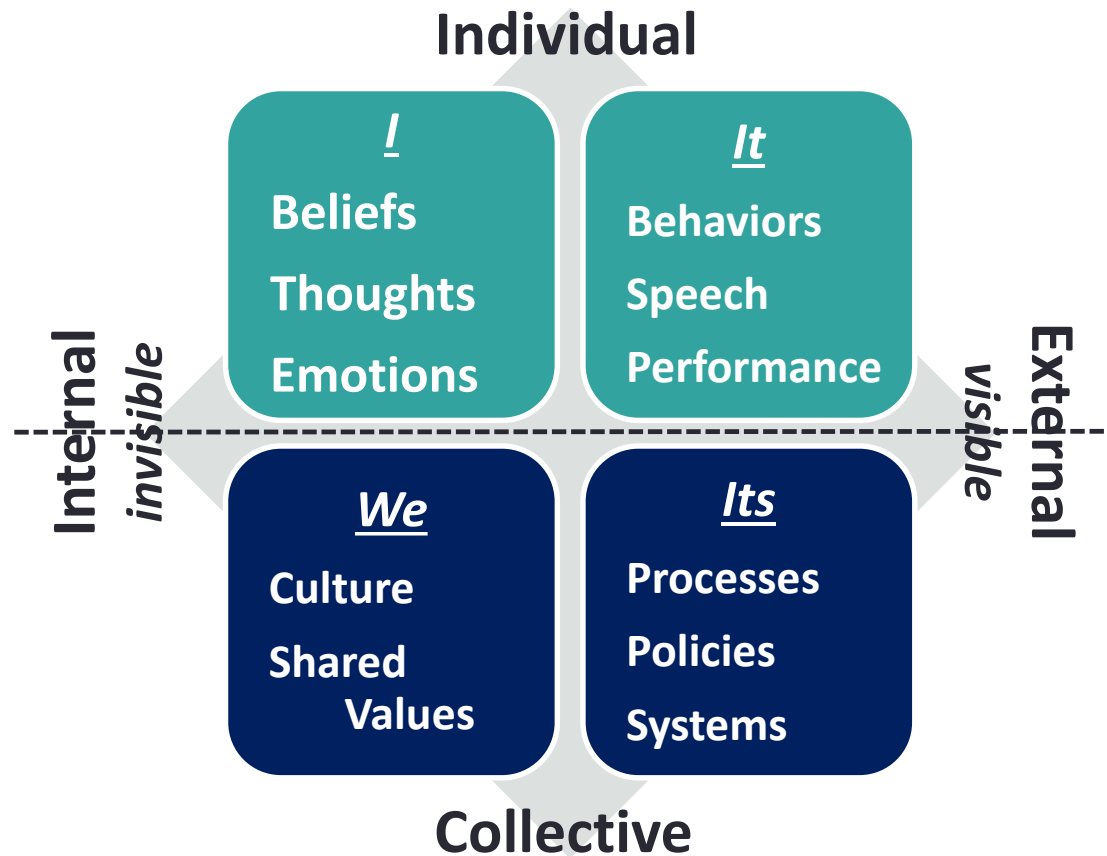 Individual
I
Beliefs
Thoughts
Emotions
It
Behaviors
Speech
Performance
Internal
invisible
visible
External
We
Culture
Shared
Values
Its
Processes
Policies
Systems
Collective